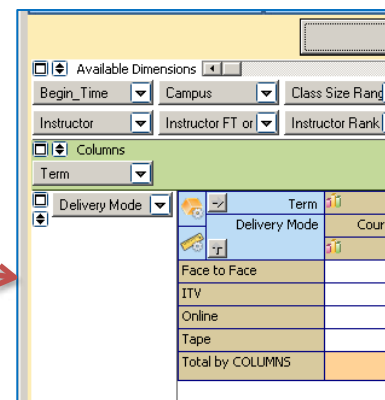 Available Dimensions
Begin_Time Campus Class Size Rang
Instructor Instructor FT or Instructor Rank
Columns
Term
Delivery Mode Term
Delivery Mode Cour
Face to Face
ITV
Online
Tape
Total by COLUMNS